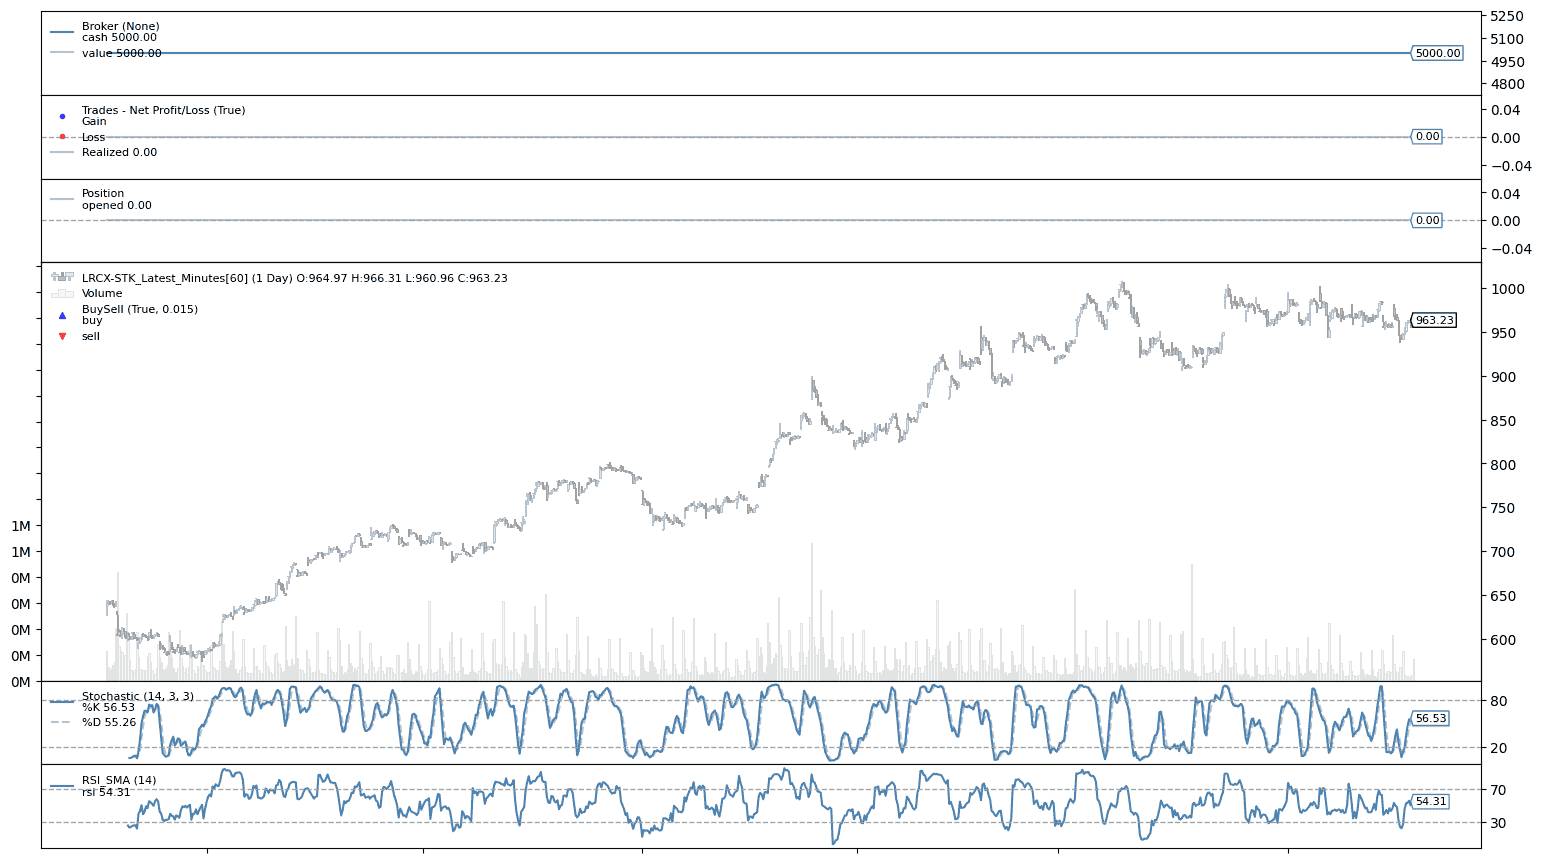 Broker (None)
cash 5000.00
value 5000.00
5000.00
5250
5100
4950
4800
Trades - Net Profit/Loss (True)
Gain
Loss
Realized 0.00
0.00
0.04
0.00
−0.04
Position
opened 0.00
0.00
0.04
0.00
−0.04
LRCX-STK_Latest_Minutes[60] (1 Day) O:964.97 H:966.31 L:960.96 C:963.23
Volume
BuySell (True, 0.015)
buy
sell
963.23
1000
950
900
850
800
750
700
650
600
1M
1M
0M
0M
0M
0M
0M
Stochastic (14, 3, 3)
%K 56.53
%D 55.26
56.53
80
20
RSI_SMA (14)
rsi 54.31
54.31
70
30